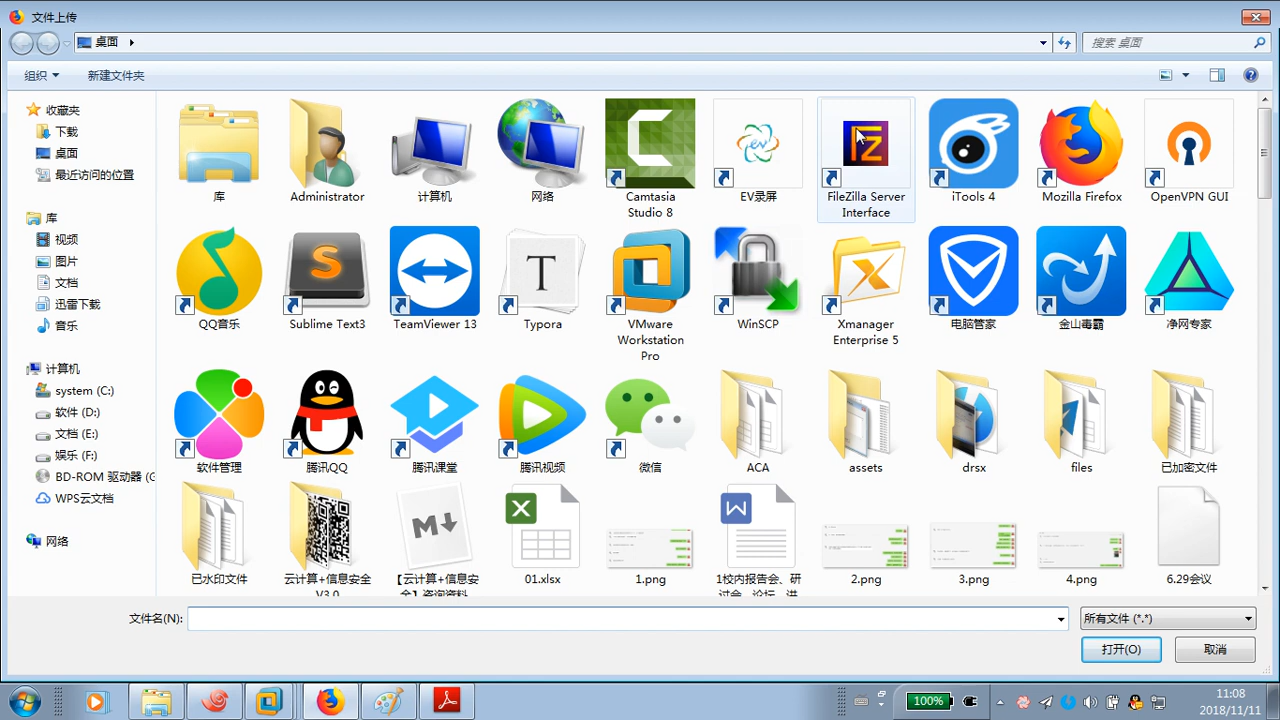 文件上传
桌面
搜索 桌面
组织
新建文件夹
收藏夹
下载
桌面
最近访问的位置
库
视频
图片
文档
迅雷下载
音乐
计算机
system (C:)
软件 (D:)
文档 (E:)
娱乐 (F:)
BD-ROM 驱动器 (G
WPS云文档
网络
库
Administrator
计算机
网络
Camtasia
Studio 8
EV录屏
FileZilla Server
Interface
iTools 4
Mozilla Firefox
OpenVPN GUI
QQ音乐
Sublime Text3
TeamViewer 13
Typora
VMware
Workstation
Pro
WinSCP
Xmanager
Enterprise 5
电脑管家
金山毒霸
净网专家
软件管理
腾讯QQ
腾讯课堂
腾讯视频
微信
ACA
assets
drsx
files
已加密文件
已水印文件
云计算+信息安全
V3.0
【云计算+信息安
全】咨询资料
01.xlsx
1.png
1校内报告会、研
讨会、论坛、讲
2.png
3.png
4.png
6.29会议
文件名(N):
所有文件 (*.*)
打开(O)
取消
100%
11:08
2018/11/11